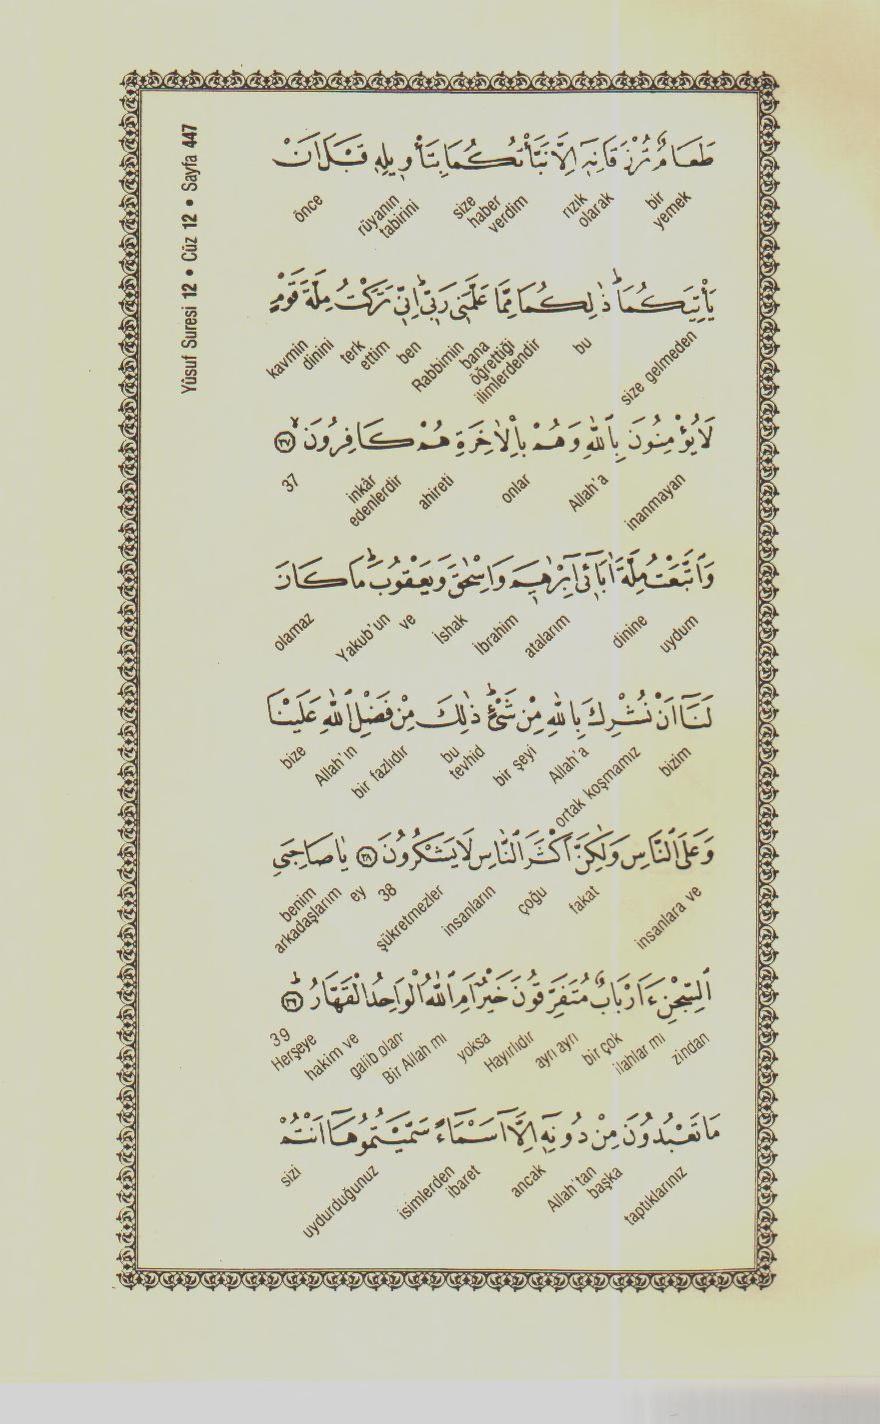 Yûsuf Suresi 12 • Cüz 12 • Sayfa 447
طَعَامٌ تُرْزَقَانِهٖٓ اِلَّا نَبَّاْتُكُمَا بِتَاْوٖيلِهٖ قَبْلَ اَنْ
bir yemek rızık olarak size haber verdim rüyanın tabirini önce
يَاْتِيَكُمَاؕ ذٰلِكُمَا مِمَّا عَلَّمَنٖى رَبّٖىؕ اِنّٖى تَرَكْتُ مِلَّةَ قَوْمٍ
size gelmeden bu bana öğrettiği ilimlerdendir Rabbimin ben terk ettim dinini kavmin
لَا يُؤْمِنُونَ بِاللّٰهِ وَهُمْ بِالْاٰخِرَةِ هُمْ كَافِرُونَۙ ﴿٣٧﴾
inanmayan Allah'a onlar ahireti inkâr edenlerdir 37
وَاتَّبَعْتُ مِلَّةَ اٰبَٓاءٖٓى اِبْرٰهٖيمَ وَاِسْحٰقَ وَيَعْقُوبَؕ مَا كَانَ
uydum dinine atalarım İbrahim İshak ve Yakub'un olamaz
لَنَٓا اَنْ نُشْرِكَ بِاللّٰهِ مِنْ شَیْءٍؕ ذٰلِكَ مِنْ فَضْلِ اللّٰهِ عَلَيْنَا
bizim ortak koşmamız Allah'a bir şeyi bu tevhid bir fazlıdır Allah'ın bize
وَعَلَى النَّاسِ وَلٰكِنَّ اَكْثَرَ النَّاسِ لَا يَشْكُرُونَ ﴿٣٨﴾ يَا صَاحِبَىِ
insanlara ve fakat çoğu insanların şükretmezler 38 ey benim arkadaşlarım
السِّجْنِ ءَاَرْبَابٌ مُتَفَرِّقُونَ خَيْرٌ اَمِ اللّٰهُ الْوَاحِدُ الْقَهَّارُؕ ﴿٣٩﴾
zindan ilahlar mı bir çok ayrı ayrı Hayırlıdır yoksa Bir Allah mı galib olan hakim ve Herşeye 39
مَا تَعْبُدُونَ مِنْ دُونِهٖٓ اِلَّٓا اَسْمَٓاءً سَمَّيْتُمُوهَٓا اَنْتُمْ
taptıklarınız Allah'tan başka ancak ibaret isimlerden uydurduğunuz sizi